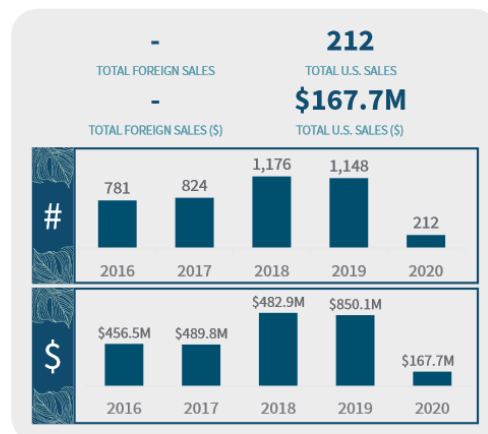 - 212
TOTAL FOREIGN SALES TOTAL U.S. SALES
- $167.7M
TOTAL FOREIGN SALES ($) TOTAL U.S. SALES ($)
#
781 824 1,176 1,148 212
2016 2017 2018 2019 2020
$
$456.5M $489.8M $482.9M $850.1M $167.7M
2016 2017 2018 2019 2020